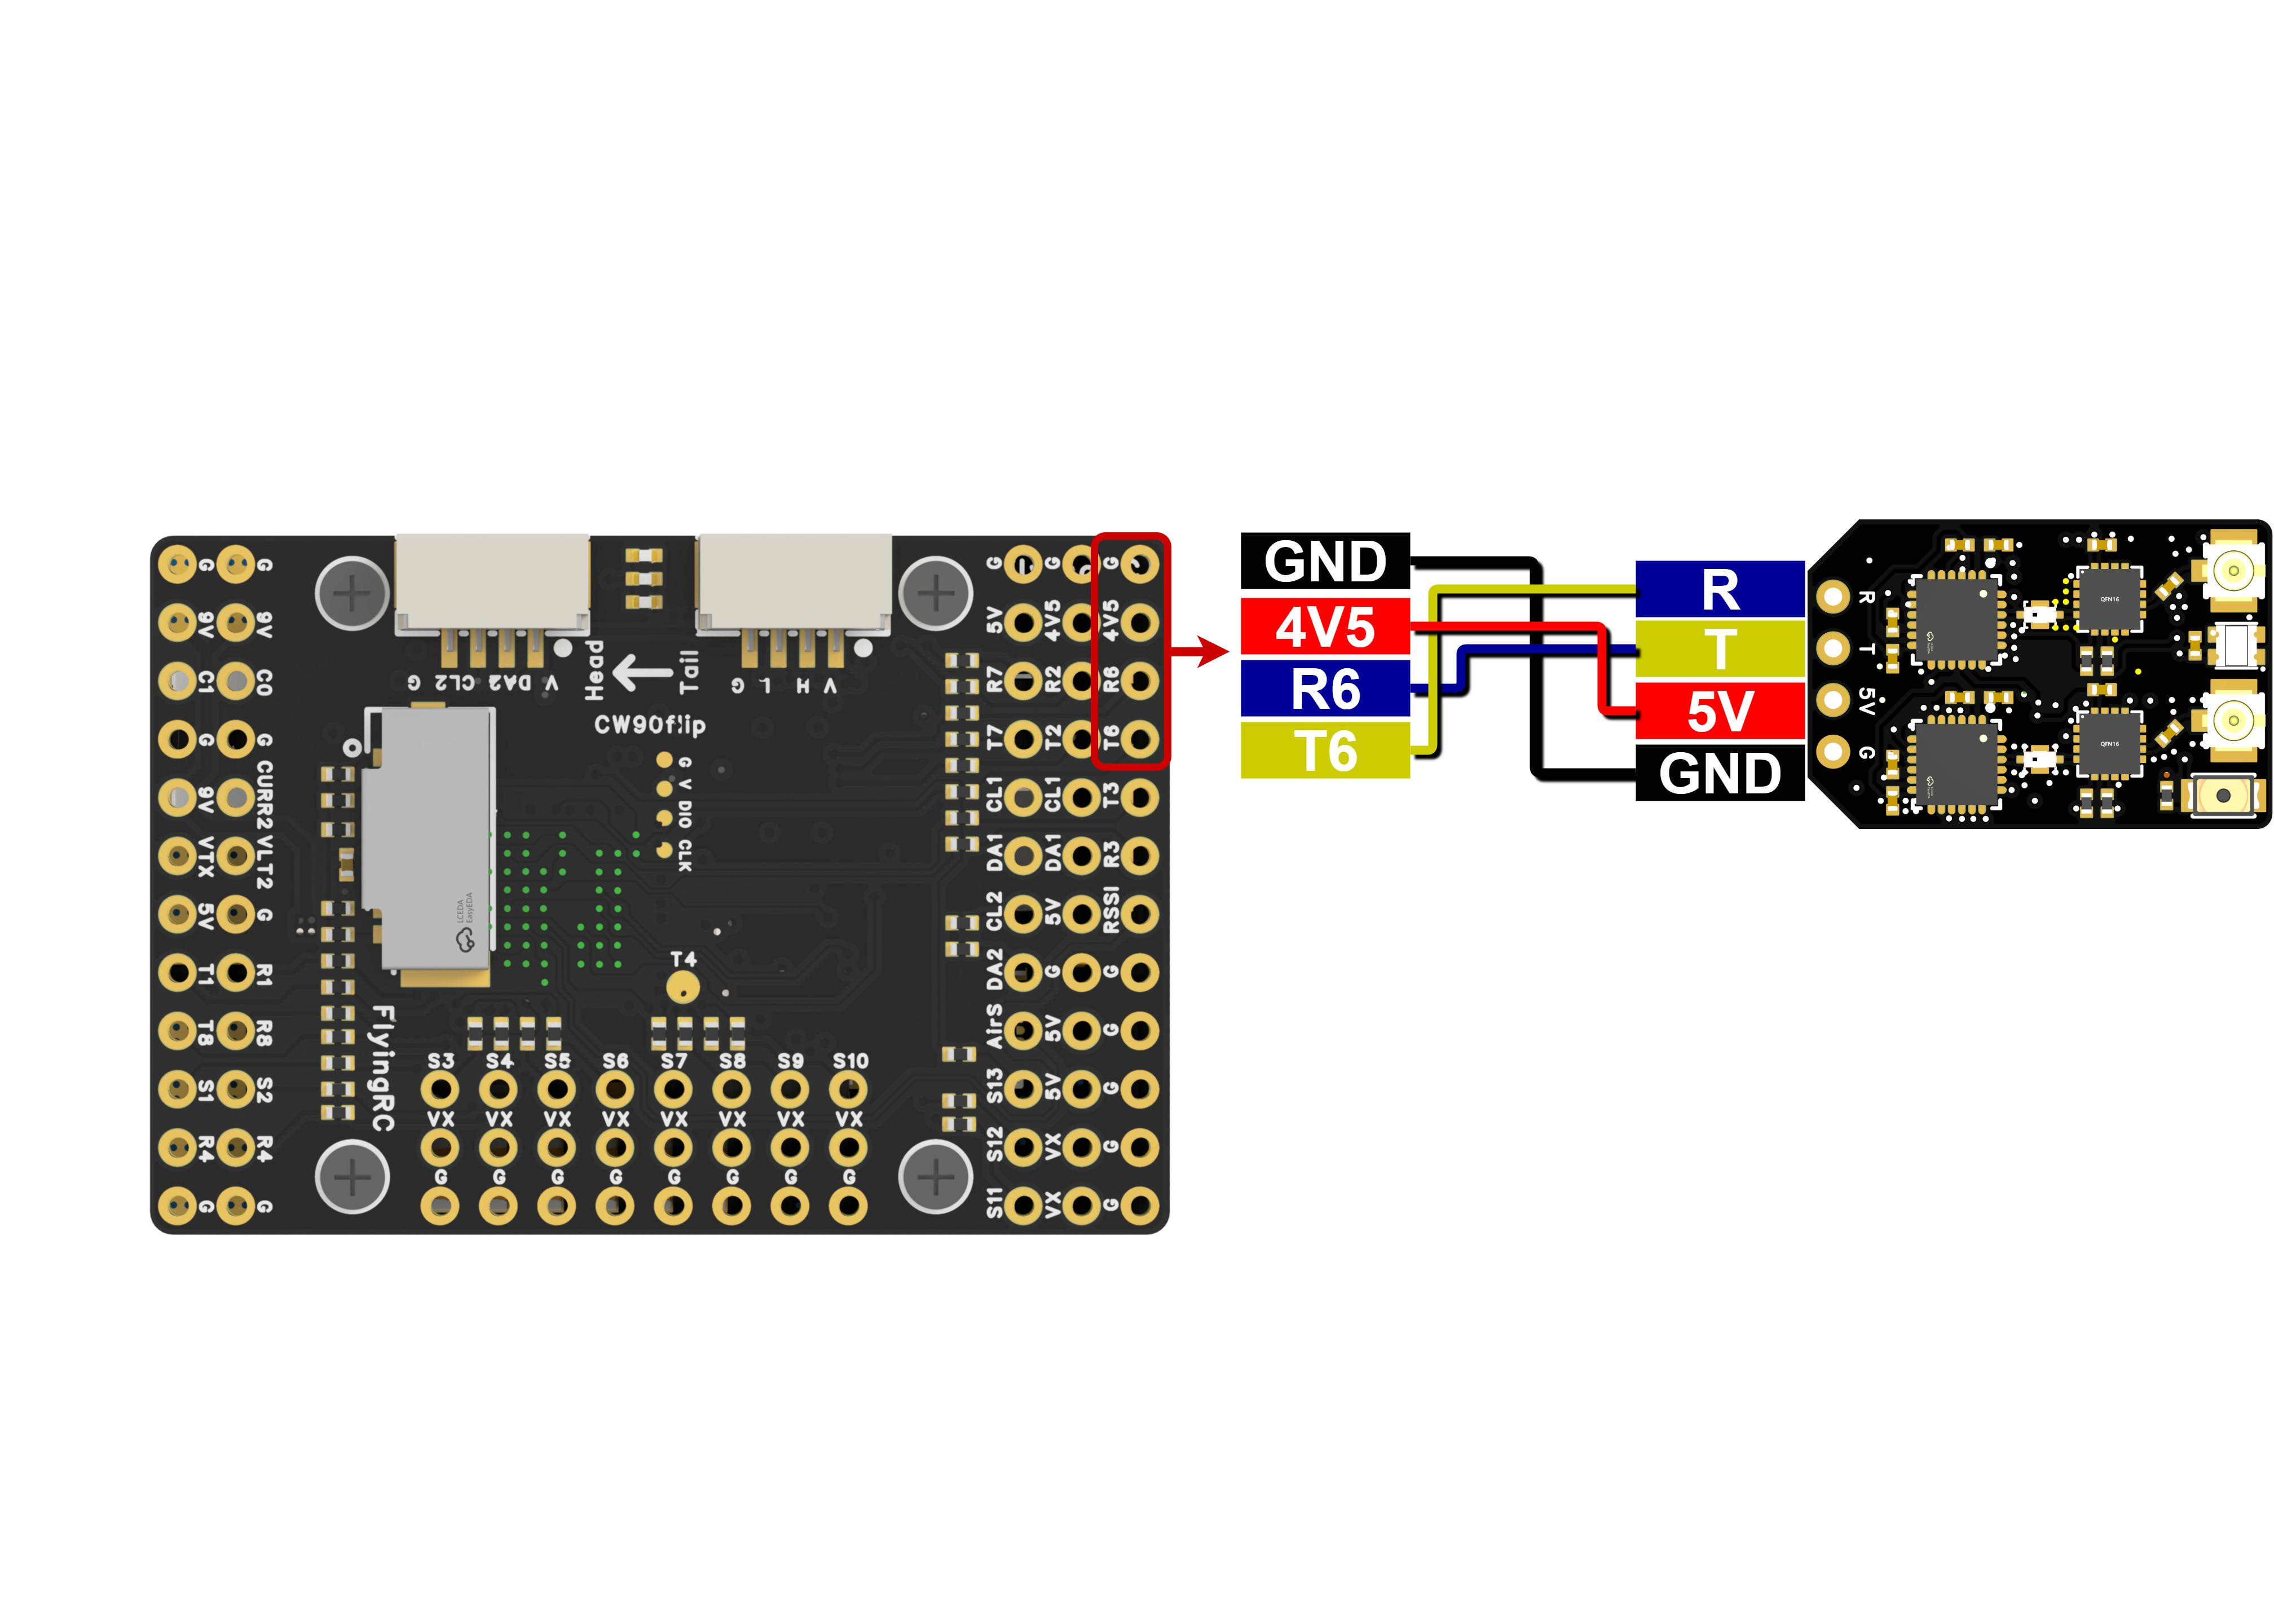 G G
9V 9V
C1 C0
G G
9V CURR2
VTX VLT2
5V G
T1 R1
T8 R8
S1 S2
R4 R4
G G
G CL2 DA2 V
Head
Tail
G L H V
CW90flip
G V DIO CLK
LCEDA
EasyEDA
T4
FlyingRC
S3 S4 S5 S6 S7 S8 S9 S10
VX VX VX VX VX VX VX VX
G G G G G G G G
G G G
5V 4V5 4V5
R7 R2 R6
T7 T2 T6
CL1 CL1 T3
DA1 DA1 R3
CL2 5V RSSI
DA2 G G
AirS 5V G
S13 5V G
S12 VX G
S11 VX G
GND
4V5
R6
T6
R
T
5V
GND
R
T
5V
G
QFN16
QFN16